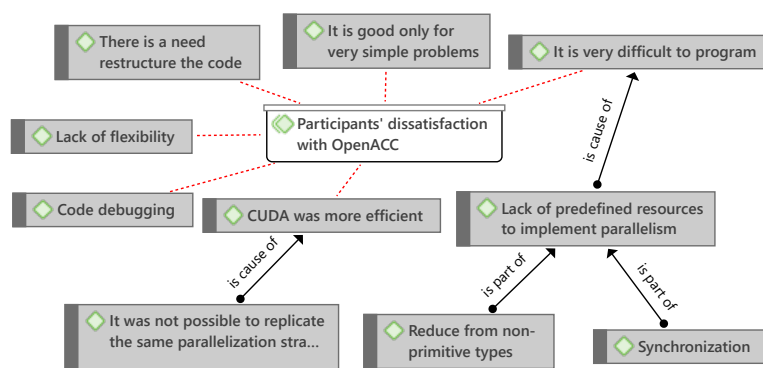 There is a need
restructure the code
It is good only for
very simple problems
It is very difficult to program
Lack of flexibility
Participants' dissatisfaction
with OpenACC
is cause of
Code debugging
CUDA was more efficient
Lack of predefined resources
to implement parallelism
is cause of
is part of
is part of
It was not possible to replicate
the same parallelization stra...
Reduce from non-
primitive types
Synchronization